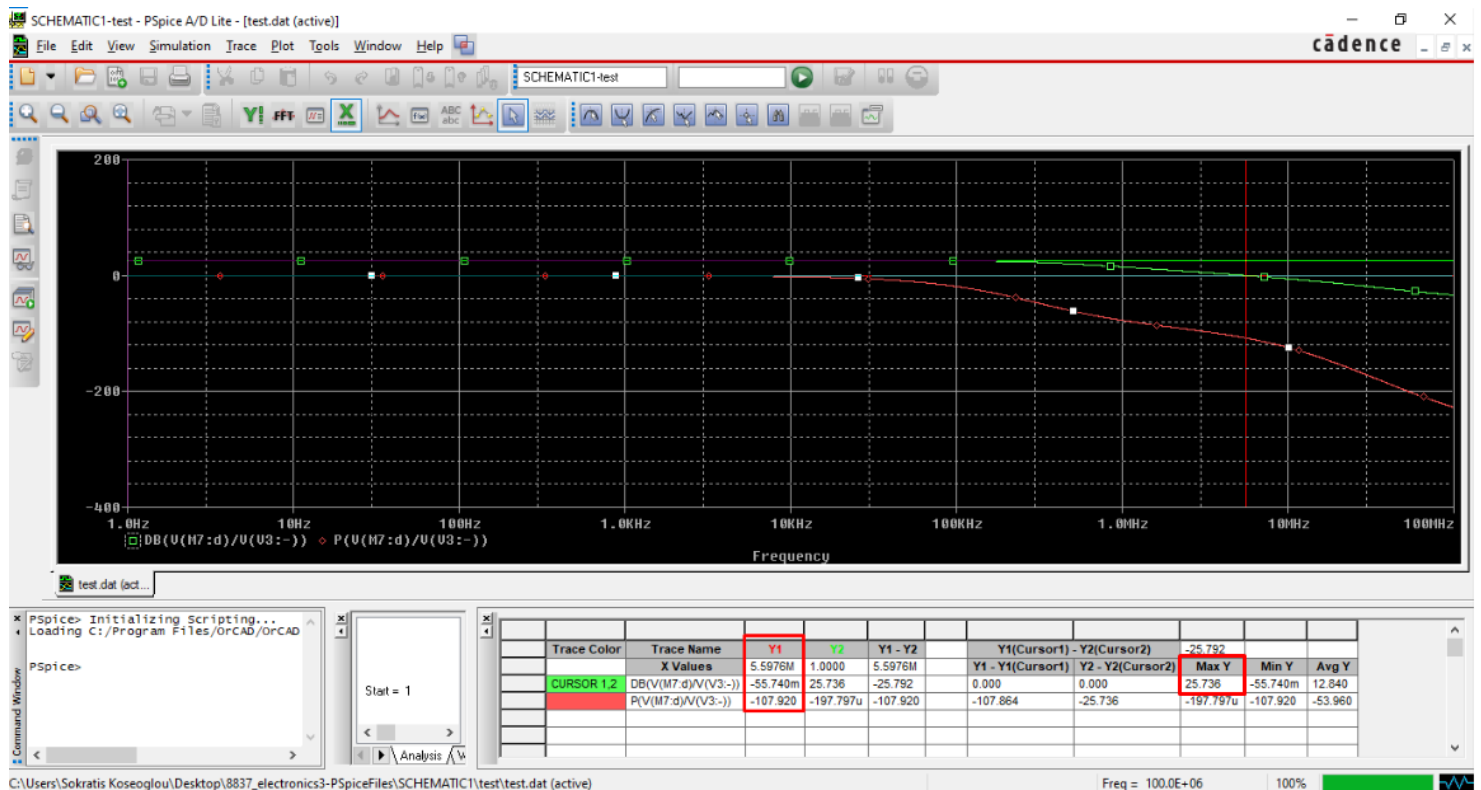 SCHEMATIC1-test - PSpice A/D Lite - [test.dat (active)]
File Edit View Simulation Trace Plot Tools Window Help
cādence
SCHEMATIC1-test
200
0
-200
-400
1.0HZ 10HZ 100HZ 1.0KHZ 10KHZ 100KHZ 1.0MHZ 10MHZ 100MHZ
DB(V(M7:d)/V(V3:-)) P(V(M7:d)/V(V3:-))
Frequency
test.dat (act...
PSpice> Initializing Scripting...
Loading C:/Program Files/OrCAD/OrCAD
PSpice>
Command Window
Start = 1
Analysis
Trace Color Trace Name Y1 Y2 Y1 - Y2 Y1(Cursor1) - Y2(Cursor2) -25.792
X Values 5.5976M 1.0000 5.5976M Y1 - Y1(Cursor1) Y2 - Y2(Cursor2) Max Y Min Y Avg Y
CURSOR 1,2 DB(V(M7:d)/V(V3:-)) -55.740m 25.736 -25.792 0.000 0.000 25.736 -55.740m 12.840
P(V(M7:d)/V(V3:-)) -107.920 -197.797u -107.920 -107.864 -25.736 -197.797u -107.920 -53.960
C:\Users\Sokratis Koseoglou\Desktop\8837_electronics3-PSpiceFiles\SCHEMATIC1\test\test.dat (active) Freq = 100.0E+06 100%